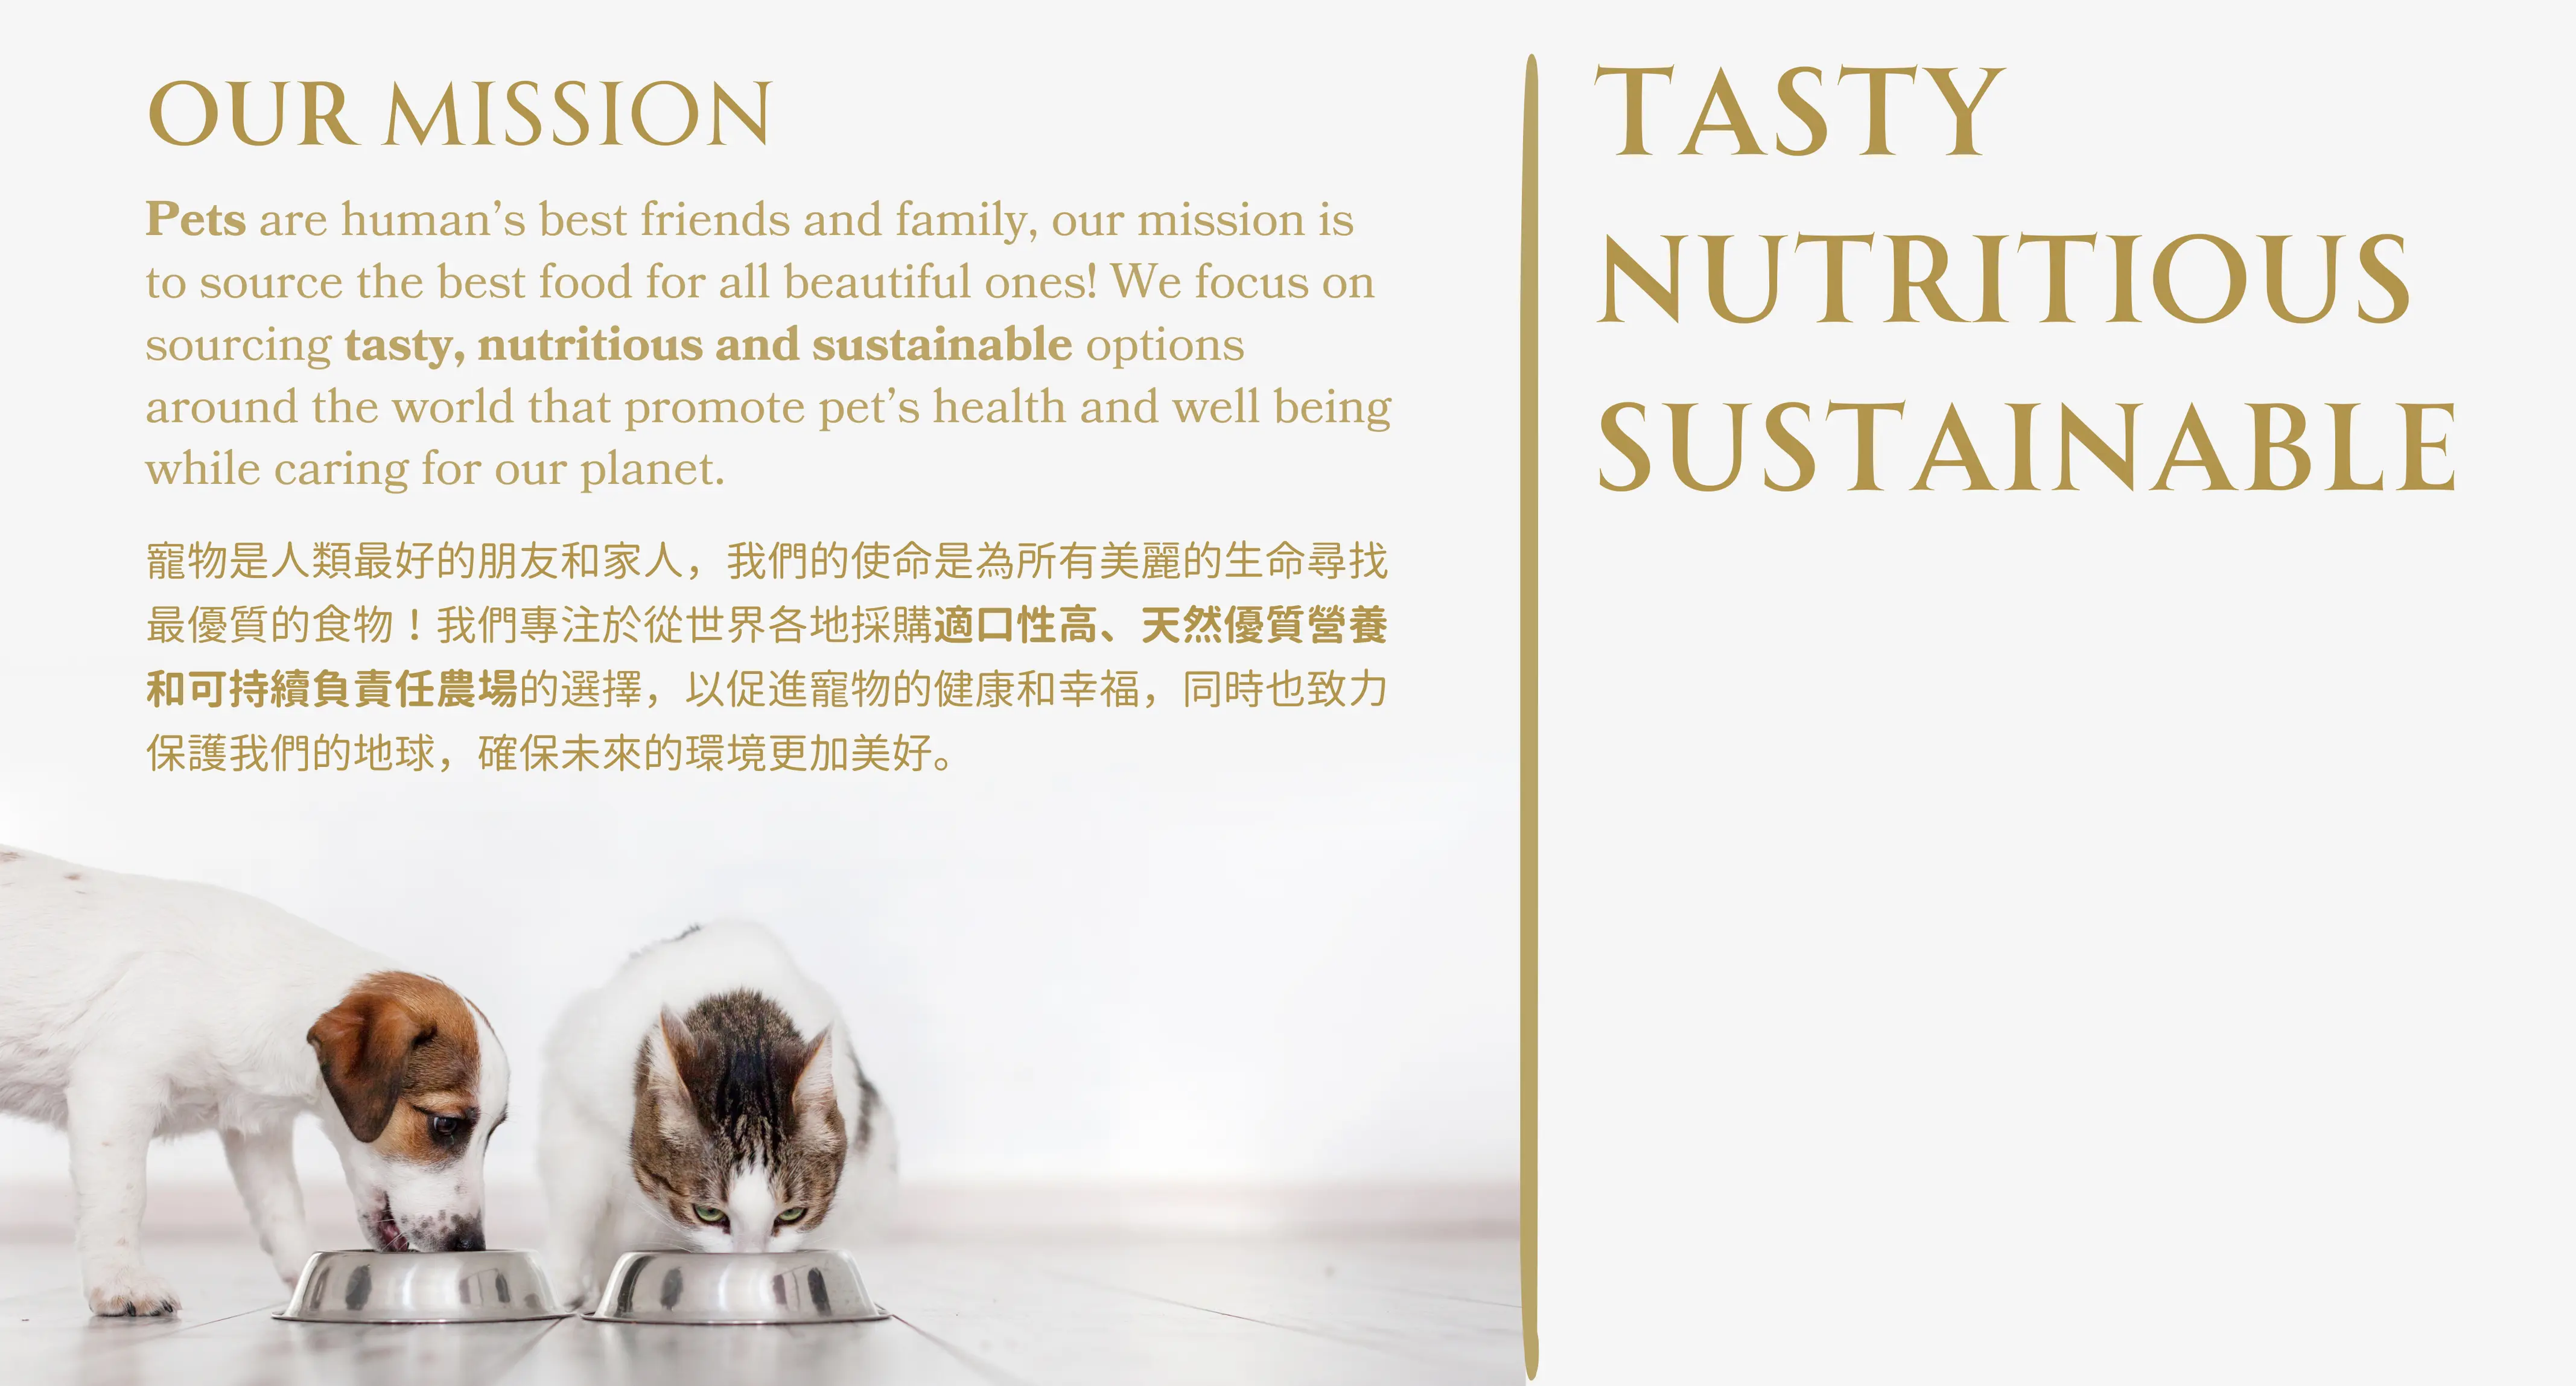 OUR MISSION
Pets are human’s best friends and family, our mission is
to source the best food for all beautiful ones! We focus on
sourcing tasty, nutritious and sustainable options
around the world that promote pet’s health and well being
while caring for our planet.
寵物是人類最好的朋友和家人，我們的使命是為所有美麗的生命尋找
最優質的食物！我們專注於從世界各地採購適口性高、天然優質營養
和可持續負責任農場的選擇，以促進寵物的健康和幸福，同時也致力
保護我們的地球，確保未來的環境更加美好。
TASTY
NUTRITIOUS
SUSTAINABLE